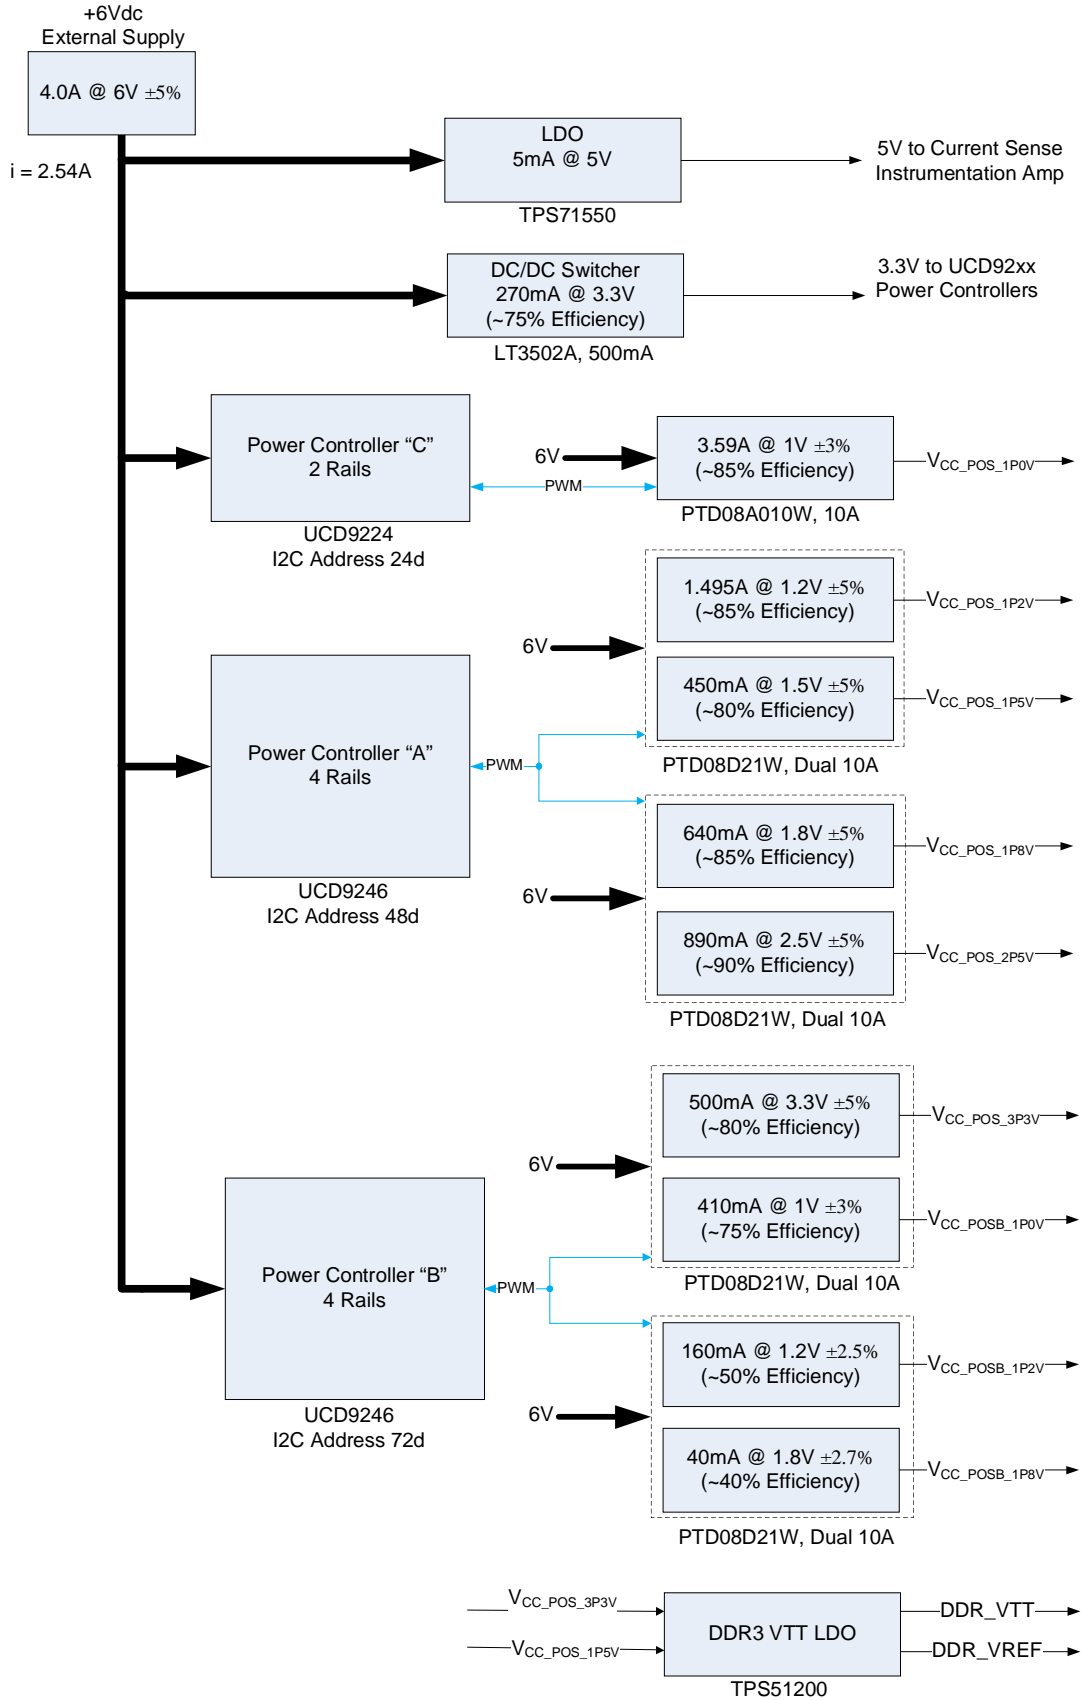 +6Vdc
External Supply
4.0A @ 6V ±5%
i = 2.54A
LDO
5mA @ 5V
TPS71550
5V to Current Sense
Instrumentation Amp
DC/DC Switcher
270mA @ 3.3V
(~75% Efficiency)
LT3502A, 500mA
3.3V to UCD92xx
Power Controllers
Power Controller “C”
2 Rails
UCD9224
I2C Address 24d
6V
PWM
3.59A @ 1V ±3%
(~85% Efficiency)
PTD08A010W, 10A
VCC_POS_1P0V
1.495A @ 1.2V ±5%
(~85% Efficiency)
VCC_POS_1P2V
6V
450mA @ 1.5V ±5%
(~80% Efficiency)
VCC_POS_1P5V
PTD08D21W, Dual 10A
Power Controller “A”
4 Rails
UCD9246
I2C Address 48d
PWM
640mA @ 1.8V ±5%
(~85% Efficiency)
VCC_POS_1P8V
6V
890mA @ 2.5V ±5%
(~90% Efficiency)
VCC_POS_2P5V
PTD08D21W, Dual 10A
500mA @ 3.3V ±5%
(~80% Efficiency)
VCC_POS_3P3V
6V
410mA @ 1V ±3%
(~75% Efficiency)
VCC_POSB_1P0V
PTD08D21W, Dual 10A
Power Controller “B”
4 Rails
UCD9246
I2C Address 72d
PWM
160mA @ 1.2V ±2.5%
(~50% Efficiency)
VCC_POSB_1P2V
6V
40mA @ 1.8V ±2.7%
(~40% Efficiency)
VCC_POSB_1P8V
PTD08D21W, Dual 10A
VCC_POS_3P3V
VCC_POS_1P5V
DDR3 VTT LDO
TPS51200
DDR_VTT
DDR_VREF